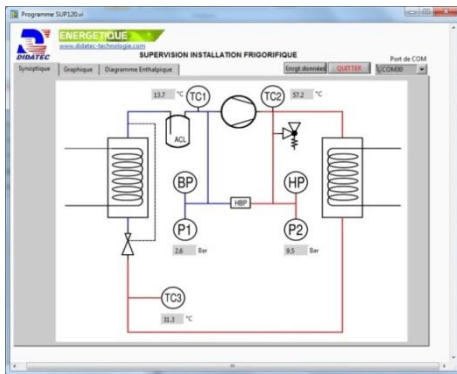 Programme SUP120.vi
ENERGETIQUE
www.didatec-technologie.com
DIDATEC
SUPERVISION INSTALLATION FRIGORIFIQUE
Port de COM
Synoptique Graphique Diagramme Enthalpique
Enrgt données QUITTER COM30
13.7 °C TC1 TC2 57.2 °C
ACL
BP HP
HBP
P1 P2
2.6 Bar 9.5 Bar
TC3
31.3 °C